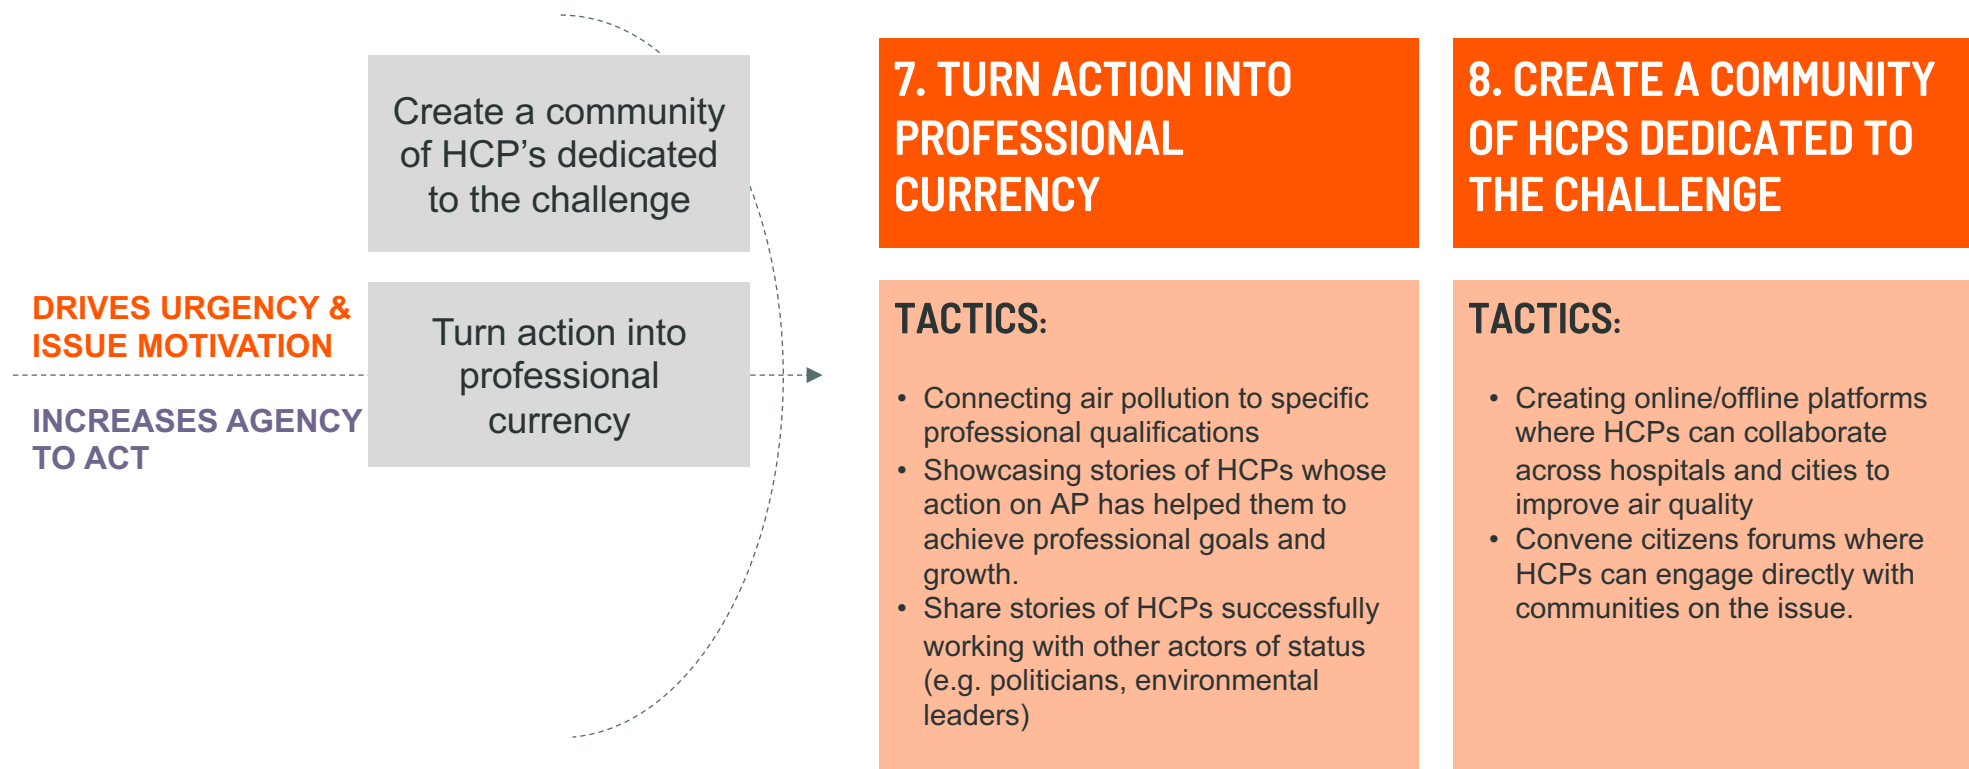 Create a community
of HCP’s dedicated
to the challenge
DRIVES URGENCY &
ISSUE MOTIVATION
INCREASES AGENCY
TO ACT
Turn action into
professional
currency
7. TURN ACTION INTO
PROFESSIONAL
CURRENCY
TACTICS:
• Connecting air pollution to specific
professional qualifications
• Showcasing stories of HCPs whose
action on AP has helped them to
achieve professional goals and
growth.
• Share stories of HCPs successfully
working with other actors of status
(e.g. politicians, environmental
leaders)
8. CREATE A COMMUNITY
OF HCPS DEDICATED TO
THE CHALLENGE
TACTICS:
• Creating online/offline platforms
where HCPs can collaborate
across hospitals and cities to
improve air quality
• Convene citizens forums where
HCPs can engage directly with
communities on the issue.